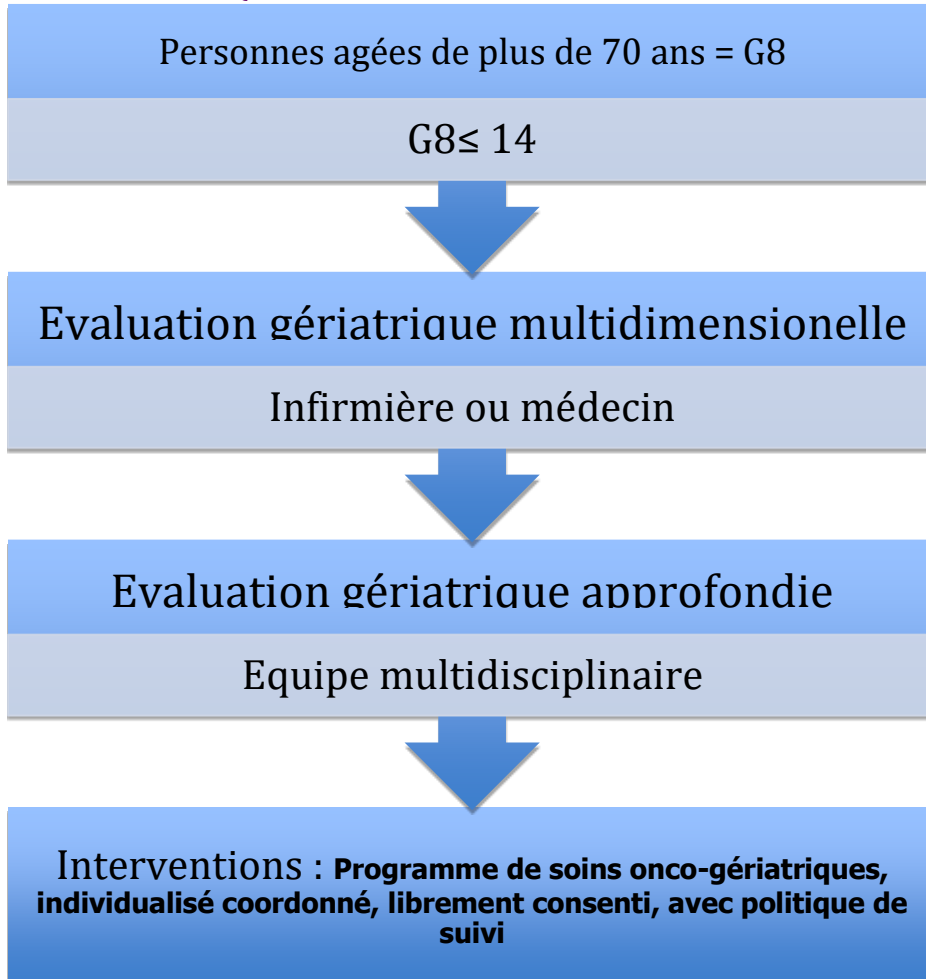 Personnes agées de plus de 70 ans = G8
G8≤ 14
Evaluation gériatrique multidimensionelle
Infirmière ou médecin
Evaluation gériatrique approfondie
Equipe multidisciplinaire
Interventions : Programme de soins onco-gériatriques,
individualisé coordonné, librement consenti, avec politique de
suivi